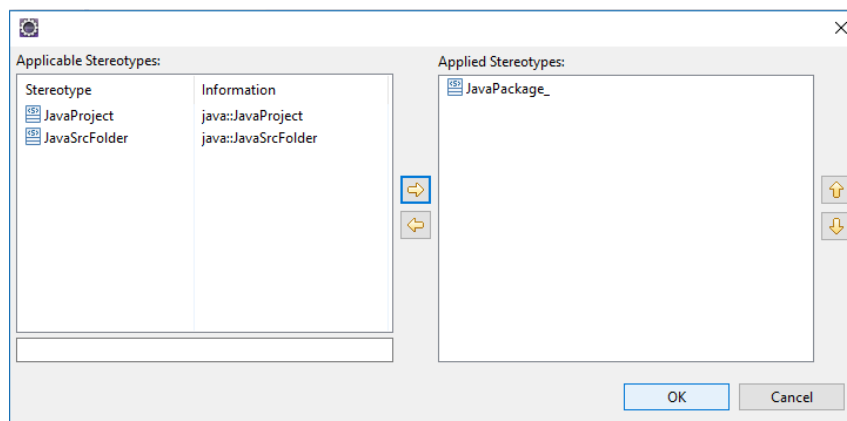 Applicable Stereotypes:
Stereotype Information
JavaProject java::JavaProject
JavaSrcFolder java::JavaSrcFolder
Applied Stereotypes:
JavaPackage_
OK Cancel